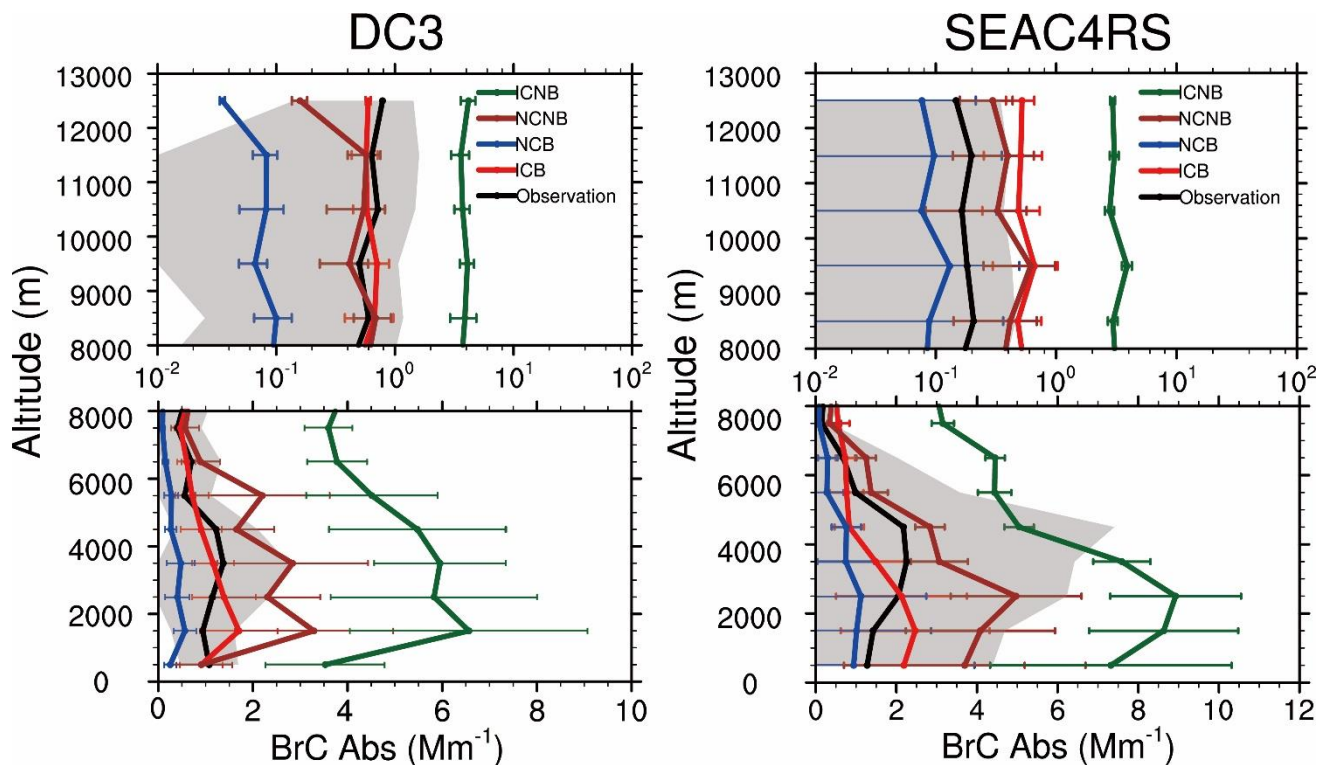 DC3
SEAC4RS
13000
12000
11000
10000
9000
8000
ICNB
NCNB
NCB
ICB
Observation
10-2
10-1
100
101
102
Altitude (m)
8000
6000
4000
2000
0
0 2 4 6 8 10
BrC Abs (Mm-1)
13000
12000
11000
10000
9000
8000
ICNB
NCNB
NCB
ICB
Observation
10-2
10-1
100
101
102
Altitude (m)
8000
6000
4000
2000
0
0 2 4 6 8 10 12
BrC Abs (Mm-1)